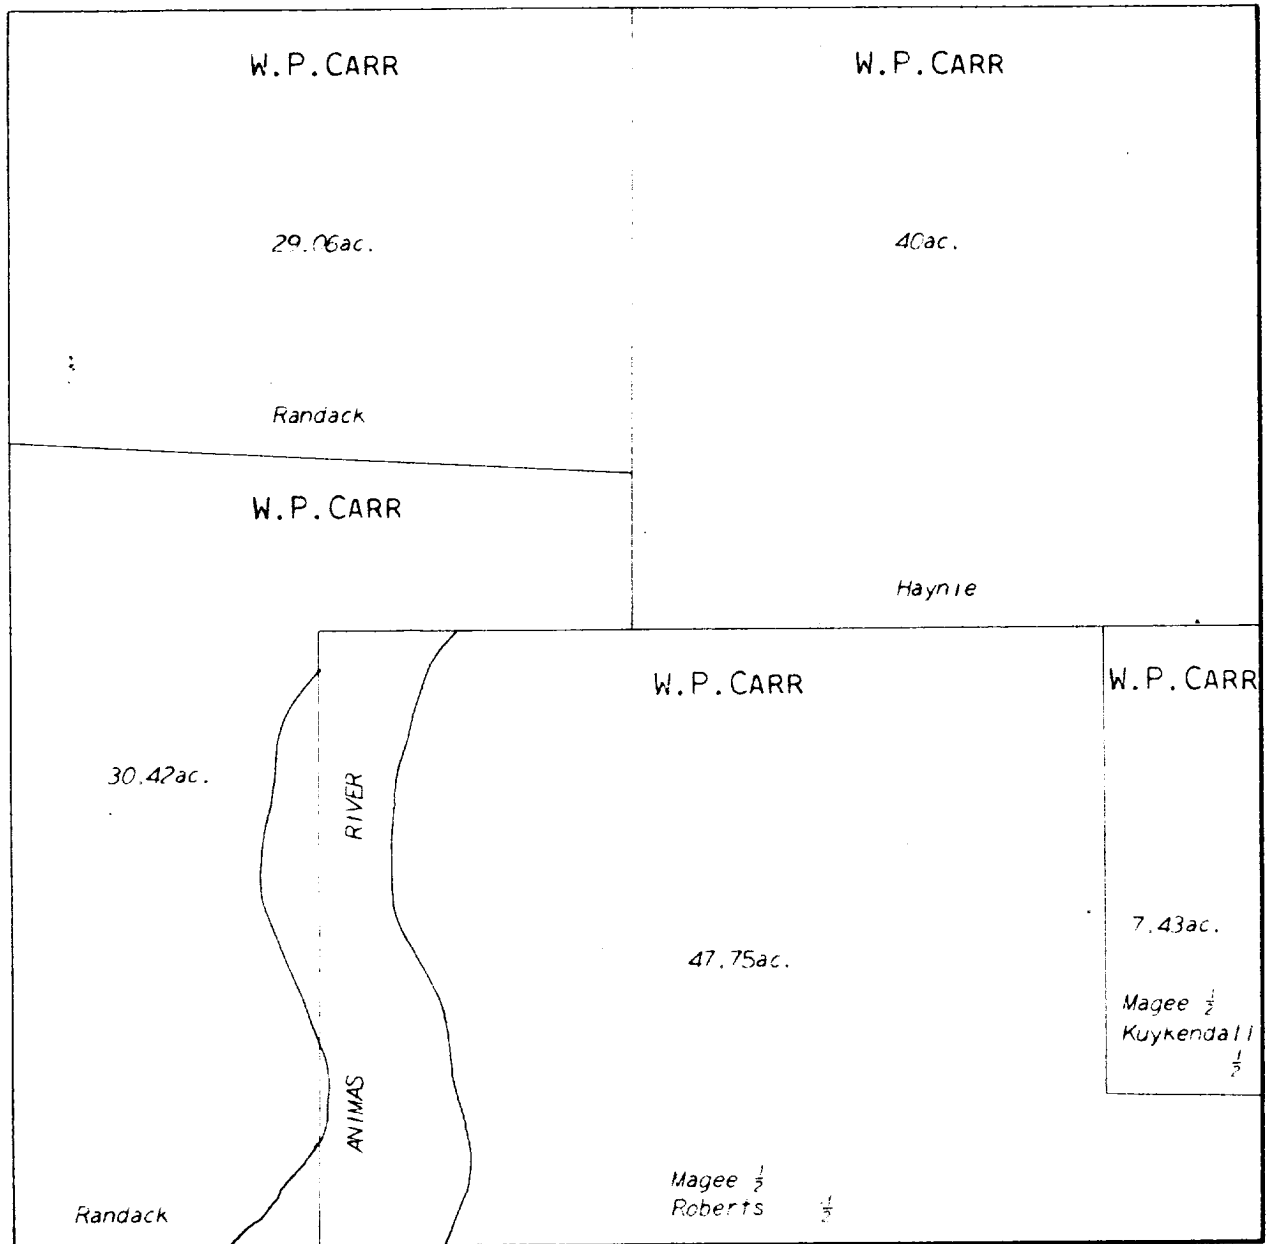 W.P.CARR
29.06ac.
Randack
W.P.CARR
40ac.
Haynie
W.P.CARR
30.42ac.
Randack
RIVER
ANIMAS
W.P.CARR
47.75ac.
Magee 1/2
Roberts 1/2
W.P.CARR
7.43ac.
Magee 1/2
Kuykendall
1/2